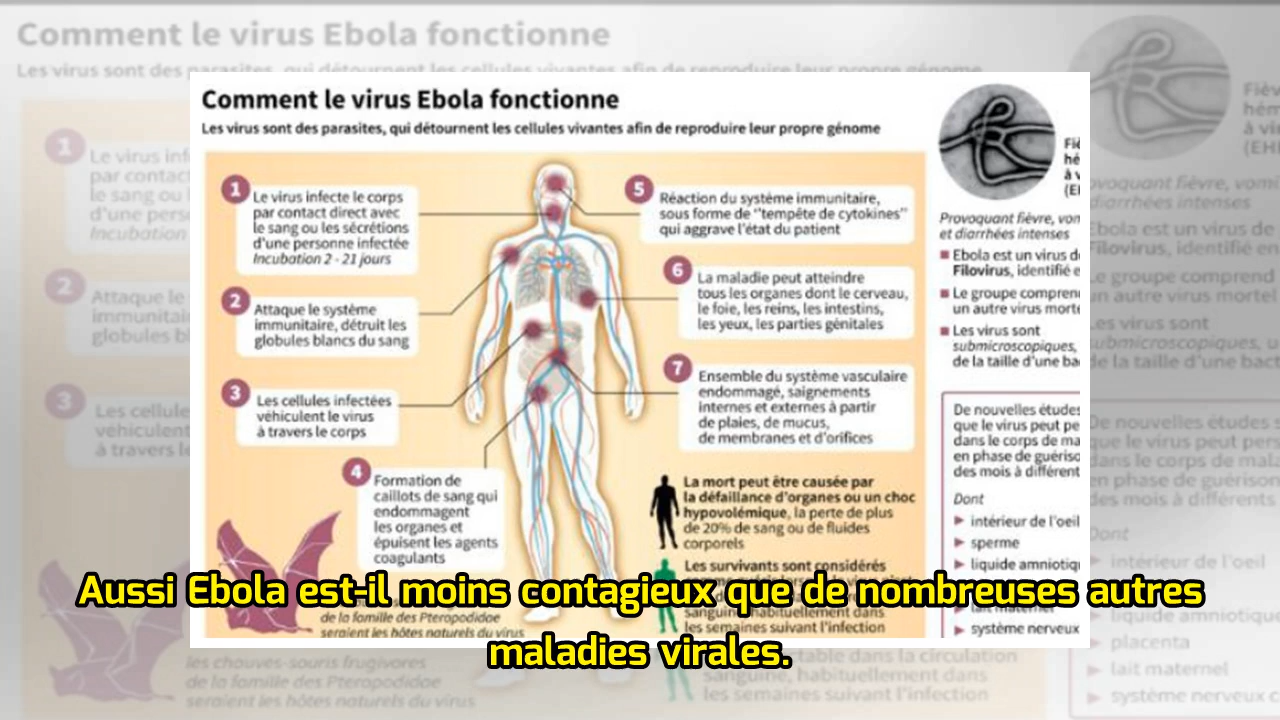 Comment le virus Ebola fonctionne
Les virus sont des parasites, qui détournent les cellules vivantes afin de reproduire leur propre génome
1
Le virus infecte le corps
par contact direct avec
le sang ou les sécrétions
d'une personne infectée
Incubation 2 - 21 jours
2
Attaque le système
immunitaire, détruit les
globules blancs du sang
3
Les cellules infectées
véhiculent le virus
à travers le corps
4
Formation de
caillots de sang qui
endommagent
les organes et
épuisent les agents
coagulants
5
Réaction du système immunitaire,
sous forme de "tempête de cytokines"
qui aggrave l'état du patient
6
La maladie peut atteindre
tous les organes dont le cerveau,
le foie, les reins, les intestins,
les yeux, les parties génitales
7
Ensemble du système vasculaire
endommagé, saignements
internes et externes à partir
de plaies, de mucus,
de membranes et d'orifices
La mort peut être causée par
la défaillance d'organes ou un choc
hypovolémique, la perte de plus
de 20% de sang ou de fluides
corporels
Les survivants sont considérés
sanguine, habituellement dans
les semaines suivant l'infection
de la famille des Pteropodidae
seraient les hôtes naturels du virus
Provoquant fièvre, vom
et diarrhées intenses
Ebola est un virus d
Filovirus, identifié e
Le groupe compren
un autre virus morte
Les virus sont
submicroscopiques,
de la taille d'une ba
De nouvelles études
que le virus peut pe
dans le corps de ma
en phase de guériso
des mois à différent
Dont
intérieur de l'oeil
sperme
liquide amniotiq
lait maternel
système nerveux
Aussi Ebola est-il moins contagieux que de nombreuses autres
maladies virales.